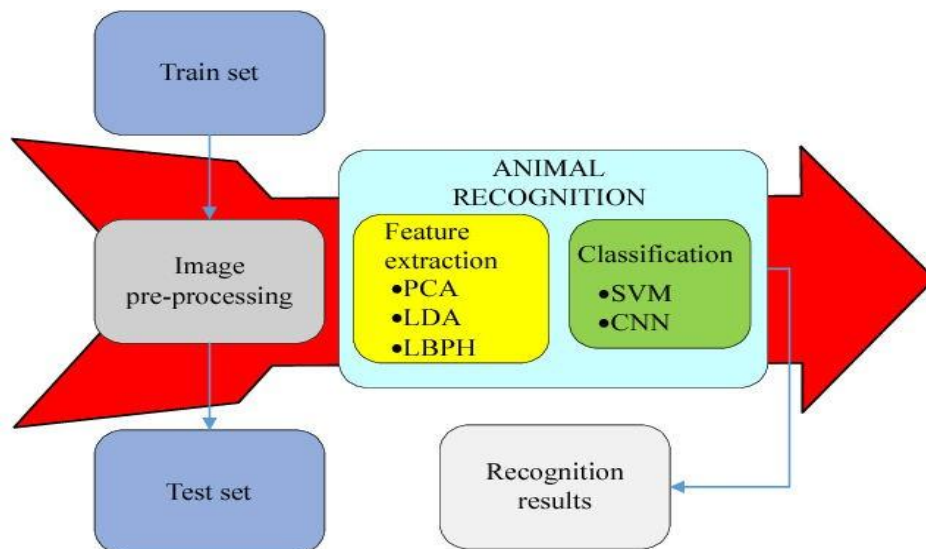 Train set
Image
pre-processing
Test set
ANIMAL
RECOGNITION
Feature
extraction
•PCA
•LDA
•LBPH
Classification
•SVM
•CNN
Recognition
results